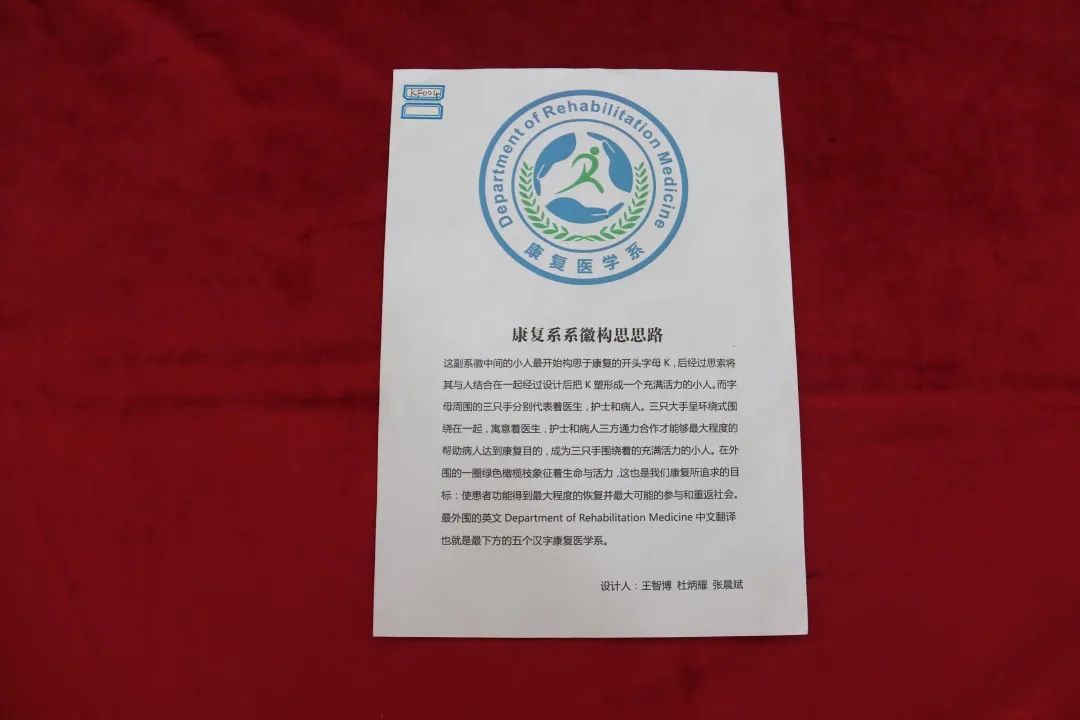 KF004
Department of Rehabilitation Medicine
康复医学系
康复系系徽构思思路
这副系徽中间的小人最开始构思于康复的开头字母 K，后经过思索将
其与人结合在一起经过设计后把 K 塑形成一个充满活力的小人。而字
母周围的三只手分别代表着医生，护士和病人。三只大手呈环绕式围
绕在一起，寓意着医生，护士和病人三方通力合作才能够最大程度的
帮助病人达到康复目的，成为三只手围绕着的充满活力的小人。在外
围的一圈绿色橄榄枝象征着生命与活力，这也是我们康复所追求的目
标：使患者功能得到最大程度的恢复并最大可能的参与和重返社会。
最外围的英文 Department of Rehabilitation Medicine 中文翻译
也就是最下方的五个汉字康复医学系。
设计人：王智博 杜炳耀 张晨斌